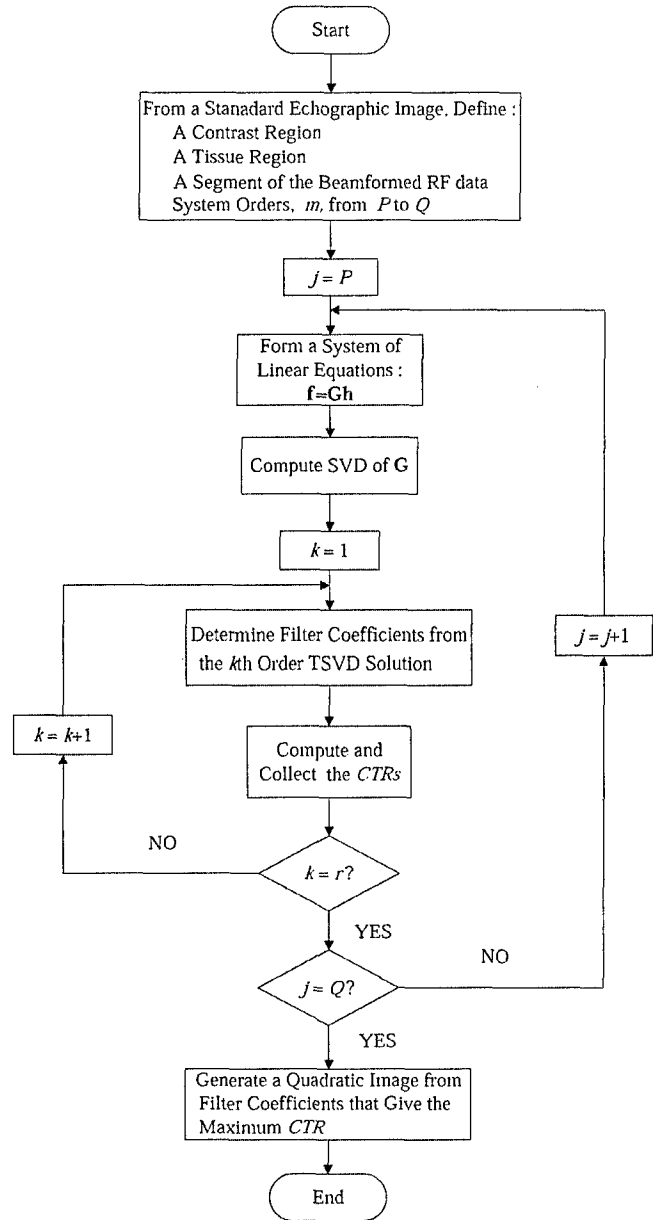 Start
From a Stanadard Echographic Image, Define :
A Contrast Region
A Tissue Region
A Segment of the Beamformed RF data
System Orders, m, from P to Q
j = P
Form a System of
Linear Equations :
f=Gh
Compute SVD of G
k = 1
Determine Filter Coefficients from
the kth Order TSVD Solution
j = j+1
k = k+1
Compute and
Collect the CTRs
NO
k = r?
YES
NO
j = Q?
YES
Generate a Quadratic Image from
Filter Coefficients that Give the
Maximum CTR
End